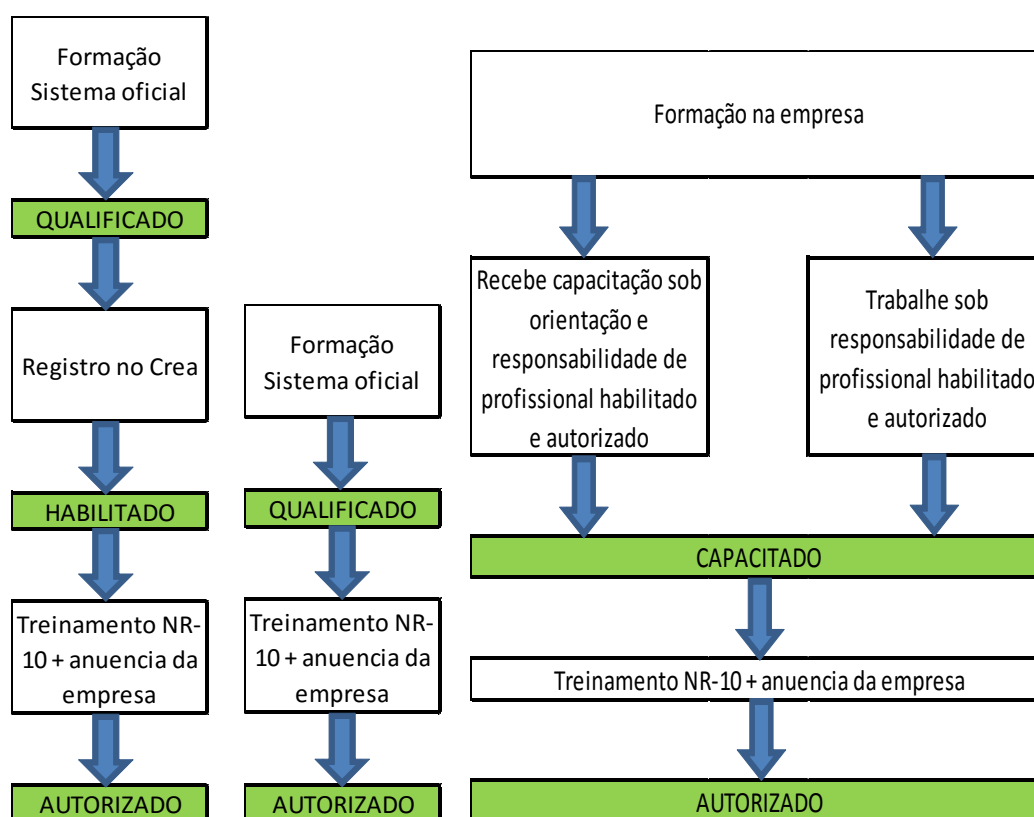 Formação
Sistema oficial
QUALIFICADO
Registro no Crea
HABILITADO
Treinamento NR-
10 + anuencia da
empresa
AUTORIZADO
Formação
Sistema oficial
QUALIFICADO
Treinamento NR-
10 + anuencia da
empresa
AUTORIZADO
Formação na empresa
Recebe capacitação sob
orientação e
responsabilidade de
profissional habilitado
e autorizado
Trabalhe sob
responsabilidade de
profissional habilitado
e autorizado
CAPACITADO
Treinamento NR-10 + anuencia da empresa
AUTORIZADO